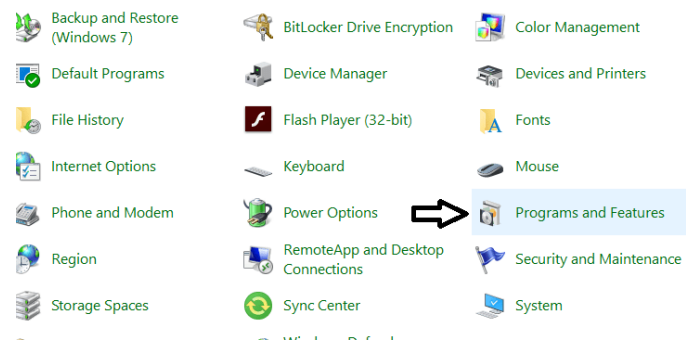 Backup and Restore
(Windows 7)
BitLocker Drive Encryption
Color Management
Default Programs
Device Manager
Devices and Printers
File History
Flash Player (32-bit)
Fonts
Internet Options
Keyboard
Mouse
Phone and Modem
Power Options
Programs and Features
Region
RemoteApp and Desktop
Connections
Security and Maintenance
Storage Spaces
Sync Center
System